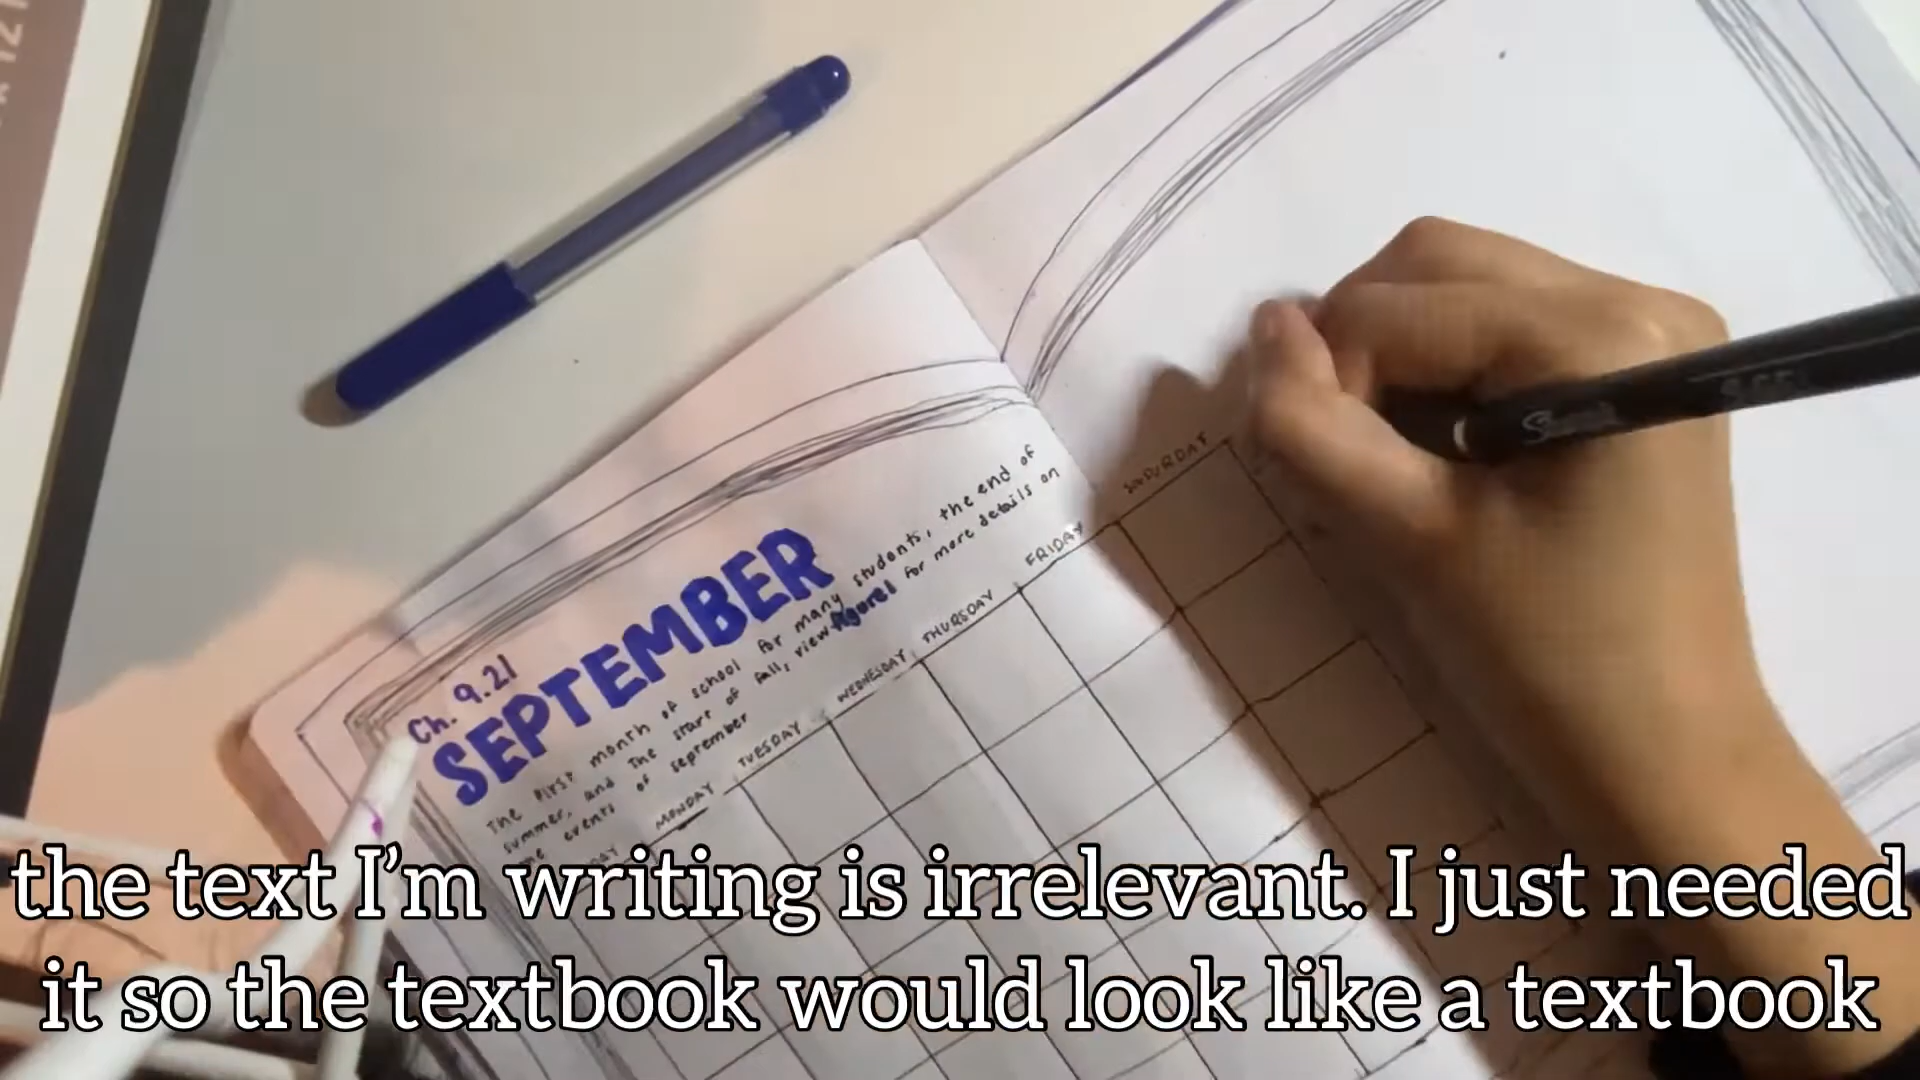 Ch. 9.21
SEPTEMBER
The first month of school for many students, the end of
summer, and the start of fall, view figure 1 for more details on
the events of september
MONDAY
TUESDAY
WEDNESDAY
THURSDAY
FRIDAY
Sharpie
the text I’m writing is irrelevant. I just needed
it so the textbook would look like a textbook